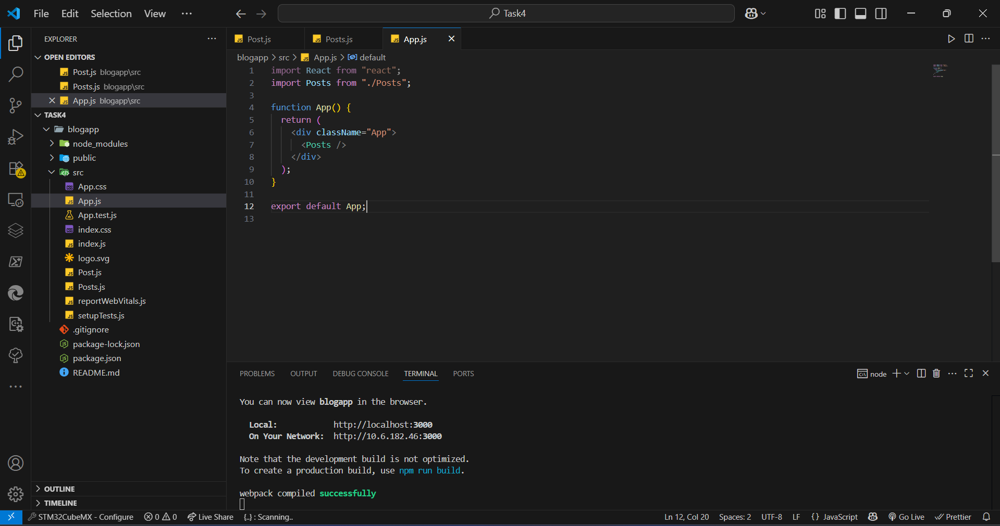 File Edit Selection View
Task4
EXPLORER
OPEN EDITORS
Post.js blogapp\src
Posts.js blogapp\src
App.js blogapp\src
TASK4
blogapp
node_modules
public
src
App.css
App.js
App.test.js
index.css
index.js
logo.svg
Post.js
Posts.js
reportWebVitals.js
setupTests.js
.gitignore
package-lock.json
package.json
README.md
OUTLINE
TIMELINE
Post.js Posts.js App.js
blogapp > src > App.js > default
1 import React from "react";
2 import Posts from "./Posts";
3
4 function App() {
5 return (
6 <div className="App">
7 <Posts />
8 </div>
9 );
10 }
11
12 export default App;
13
PROBLEMS OUTPUT DEBUG CONSOLE TERMINAL PORTS
node
You can now view blogapp in the browser.
Local: http://localhost:3000
On Your Network: http://10.6.182.46:3000
Note that the development build is not optimized.
To create a production build, use npm run build.
webpack compiled successfully
STM32CubeMX - Configure 0 0 Live Share {..} : Scanning.. Ln 12, Col 20 Spaces: 2 UTF-8 LF {} JavaScript Go Live Prettier